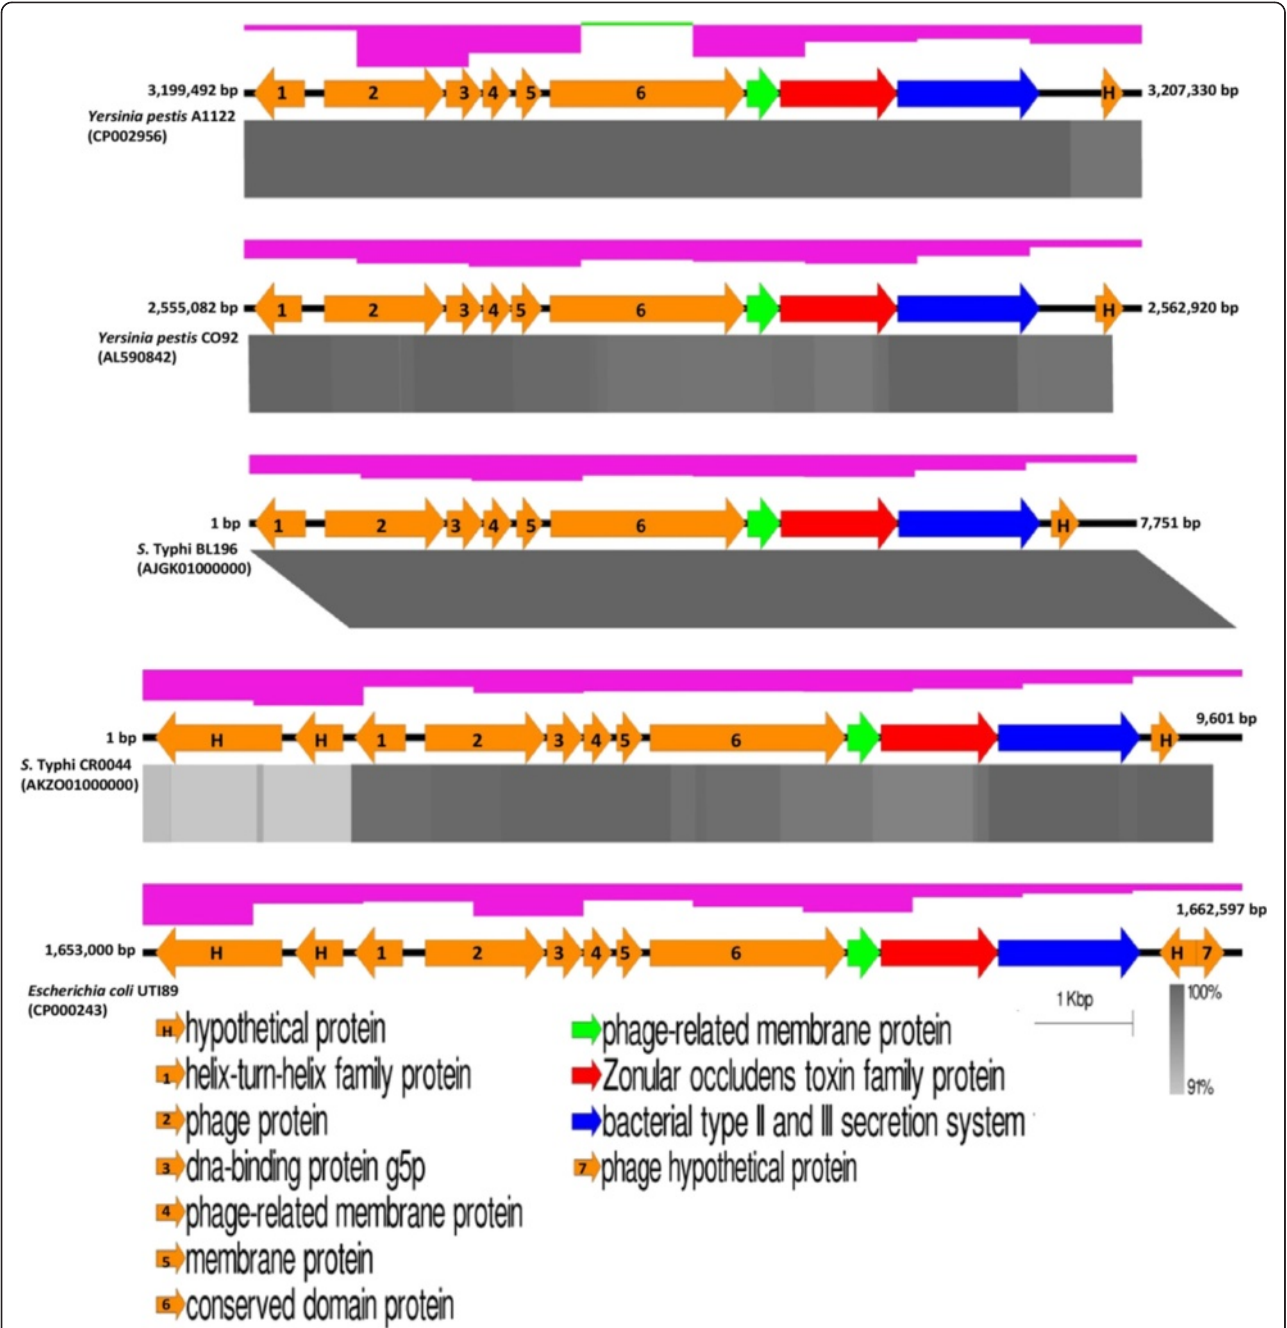 1 2 3 4 5 6 H
3,199,492 bp
3,207,330 bp
Yersinia pestis A1122
(CP002956)
1 2 3 4 5 6 H
2,555,082 bp
2,562,920 bp
Yersinia pestis CO92
(AL590842)
1 2 3 4 5 6 H
1 bp
7,751 bp
S. Typhi BL196
(AJGK01000000)
9,601 bp
1 bp
H H 1 2 3 4 5 6 H
S. Typhi CR0044
(AKZO01000000)
1,662,597 bp
1,653,000 bp
H H 1 2 3 4 5 6 H 7
Escherichia coli UTI89
(CP000243)
1 Kbp
100%
91%
H hypothetical protein
1 helix-turn-helix family protein
2 phage protein
3 dna-binding protein g5p
4 phage-related membrane protein
5 membrane protein
6 conserved domain protein
phage-related membrane protein
Zonular occludens toxin family protein
bacterial type II and III secretion system
7 phage hypothetical protein